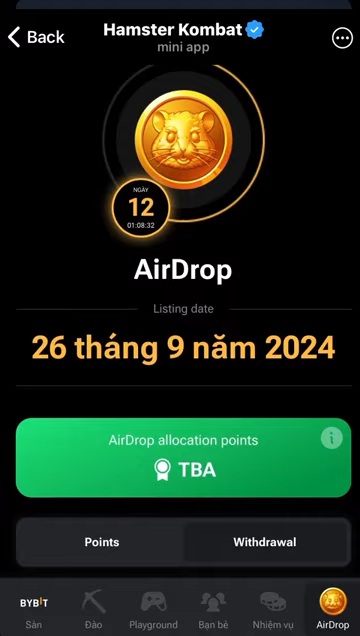 Back
Hamster Kombat
mini app
NGÀY
12
01:08:32
AirDrop
Listing date
26 tháng 9 năm 2024
AirDrop allocation points
i
TBA
Points
Withdrawal
BYBIT
Sàn
Đào
Playground
Bạn bè
Nhiệm vụ
AirDrop